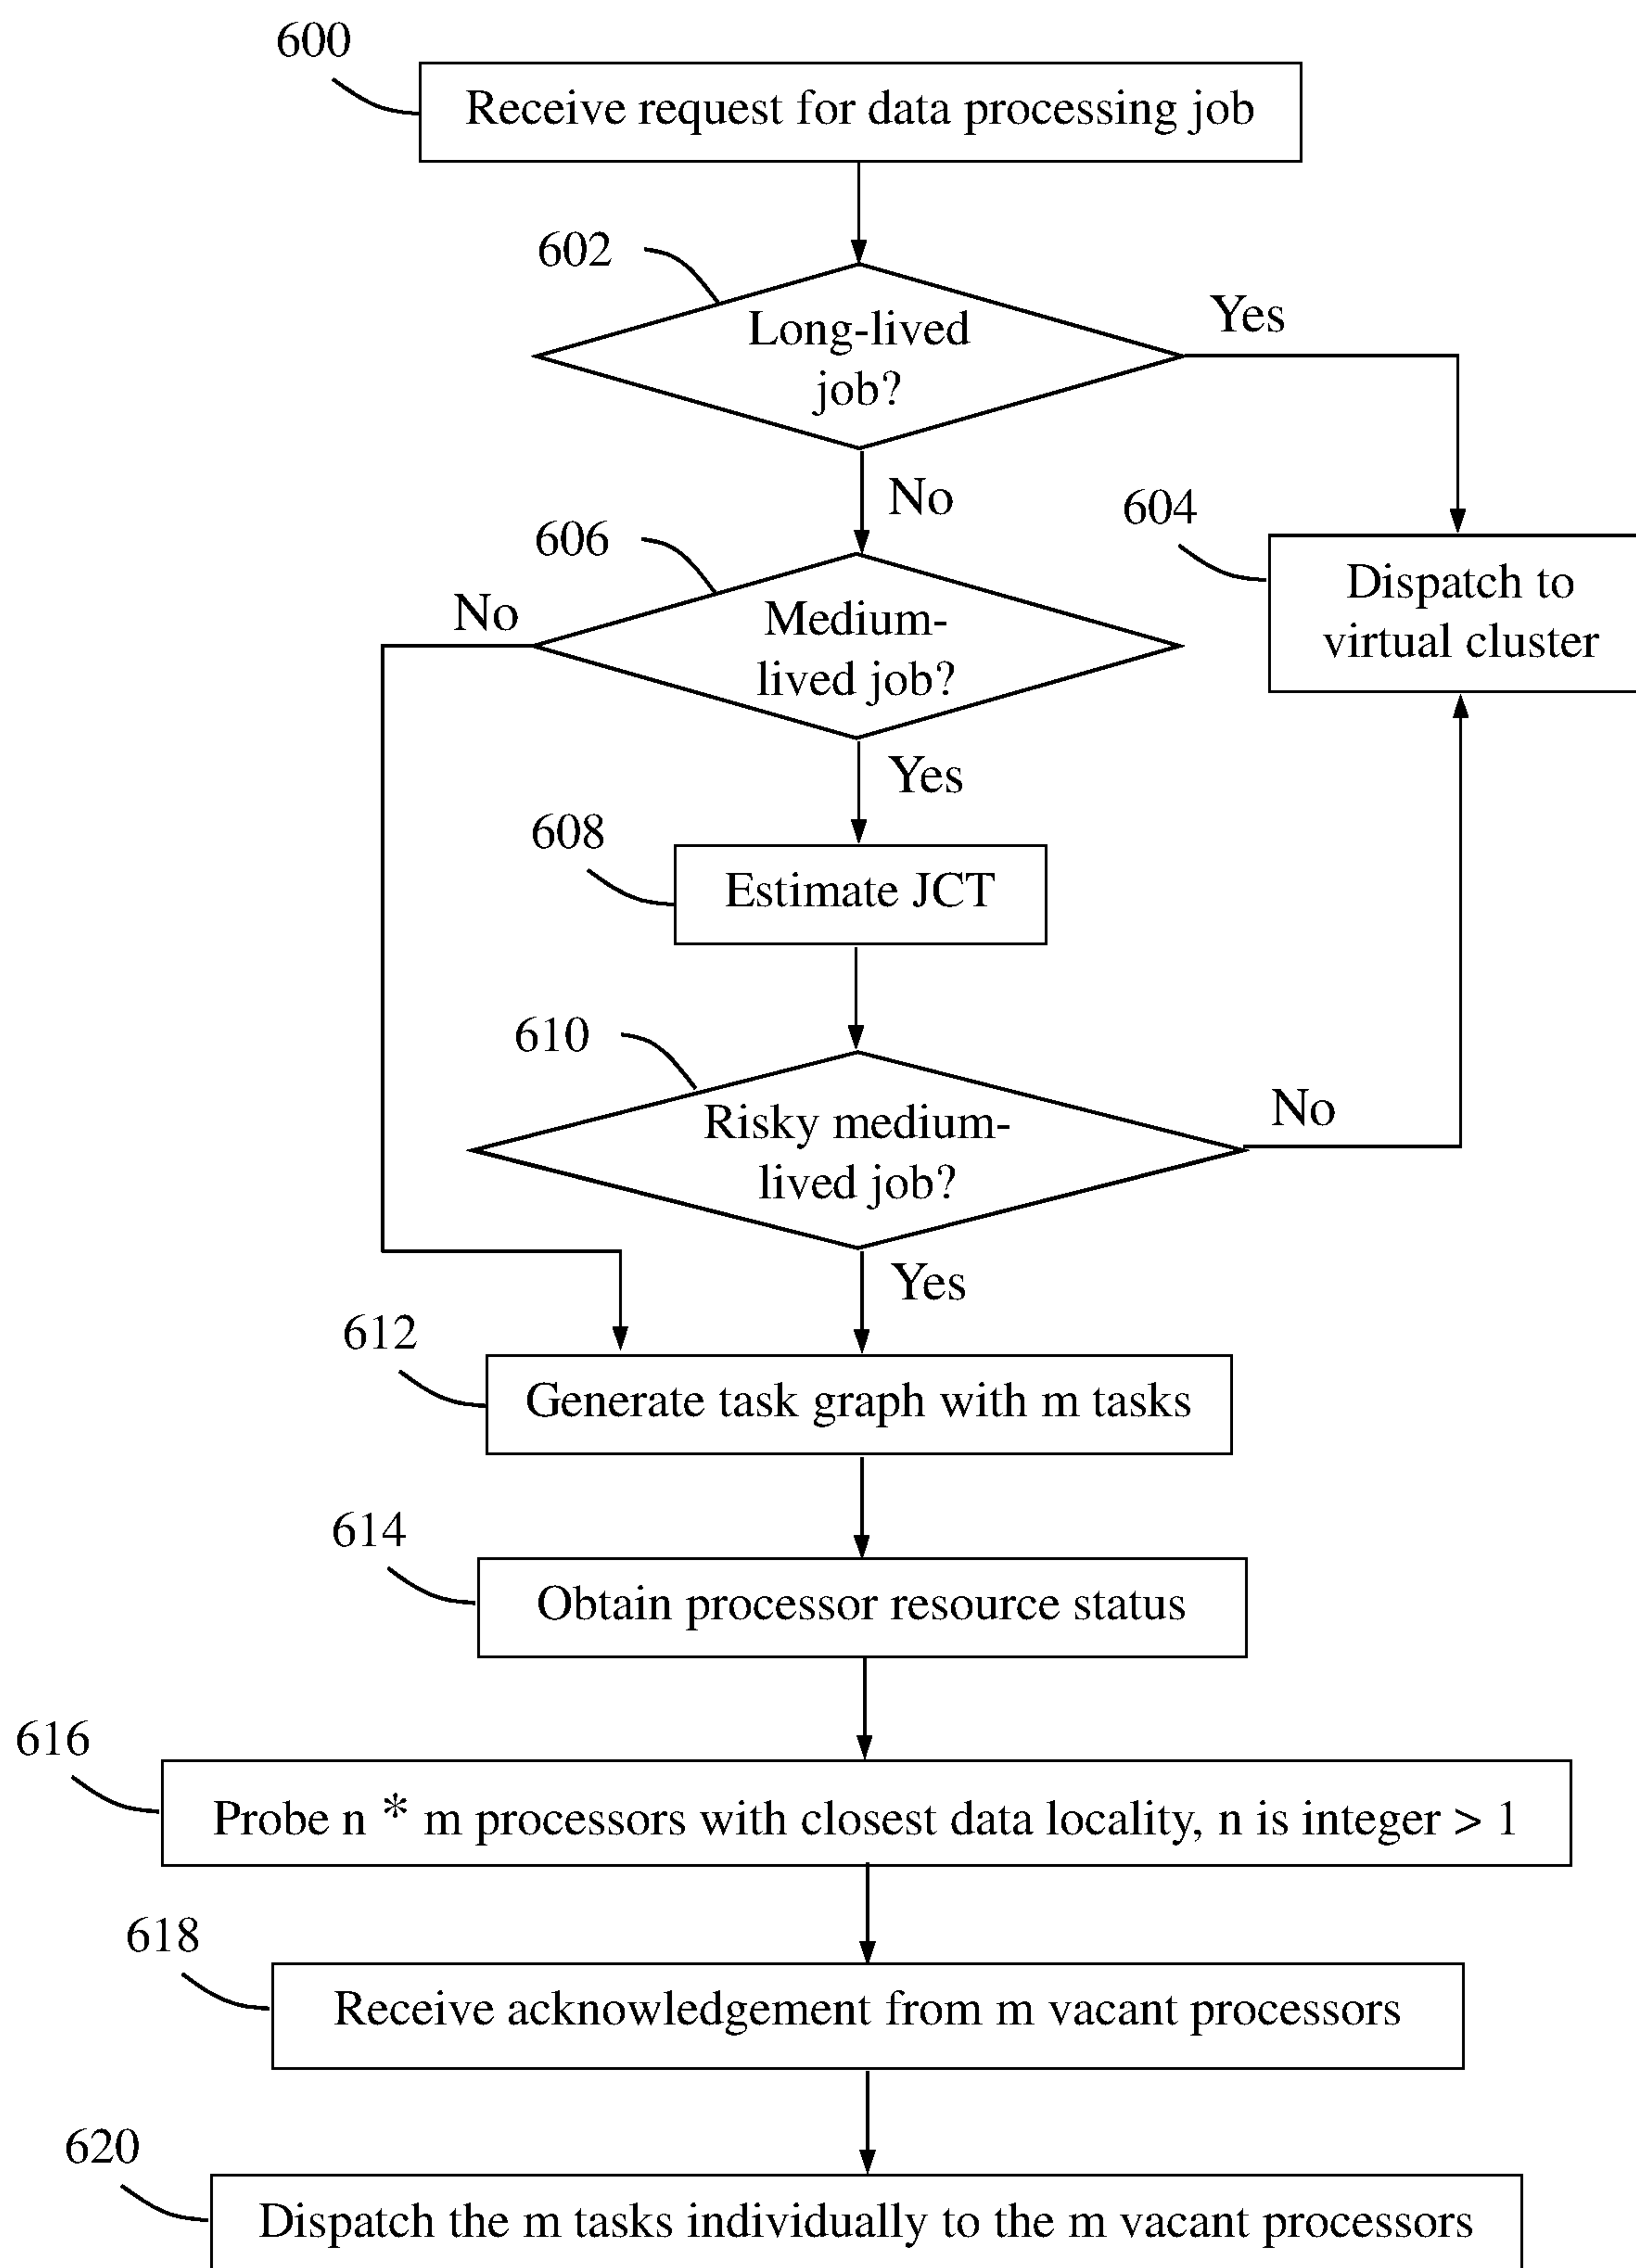 600
Receive request for data processing job
602
Long-lived
job?
Yes
No
604
Dispatch to
virtual cluster
606
No
Medium-
lived job?
Yes
608
Estimate JCT
610
Risky medium-
lived job?
No
Yes
612
Generate task graph with m tasks
614
Obtain processor resource status
616
Probe n * m processors with closest data locality, n is integer > 1
618
Receive acknowledgement from m vacant processors
620
Dispatch the m tasks individually to the m vacant processors